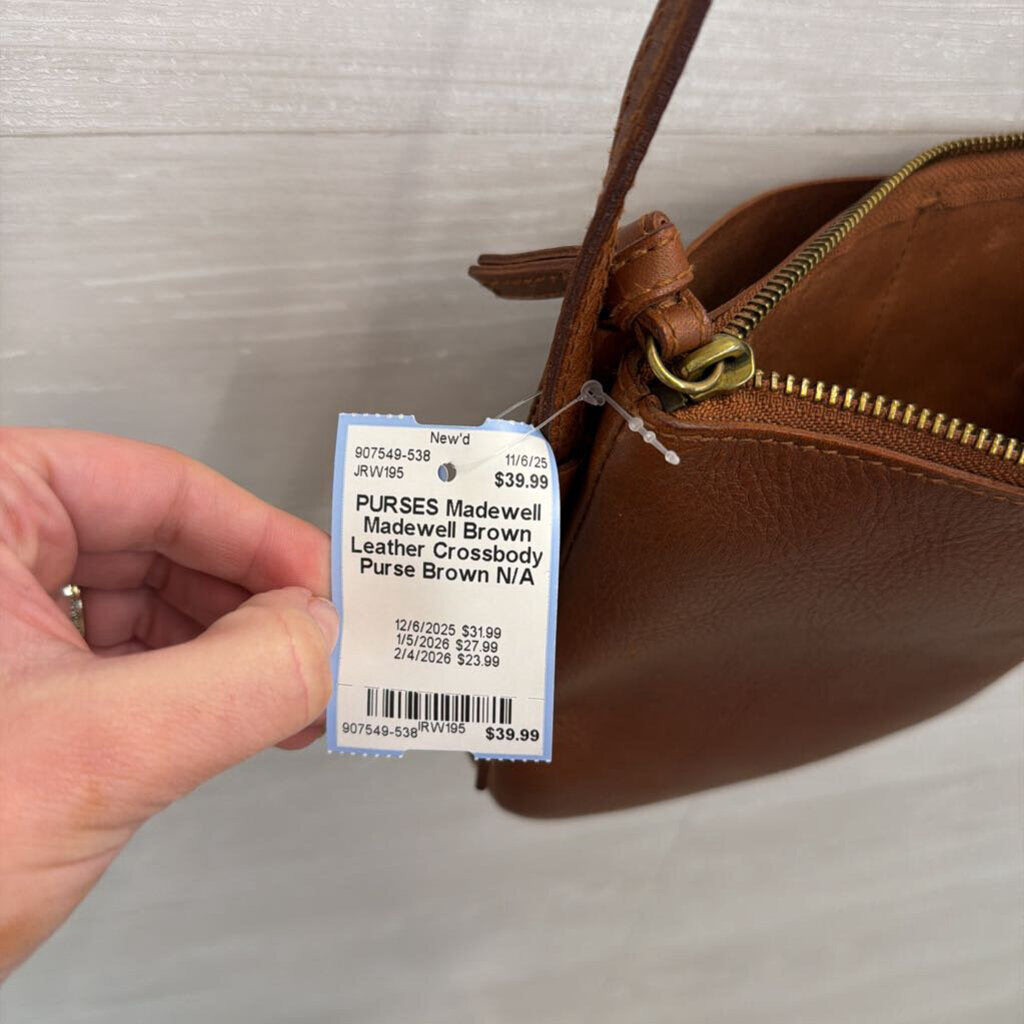 New'd
907549-538 11/6/25
JRW195 $39.99
PURSES Madewell
Madewell Brown
Leather Crossbody
Purse Brown N/A
12/6/2025 $31.99
1/5/2026 $27.99
2/4/2026 $23.99
907549-538 JRW195 $39.99